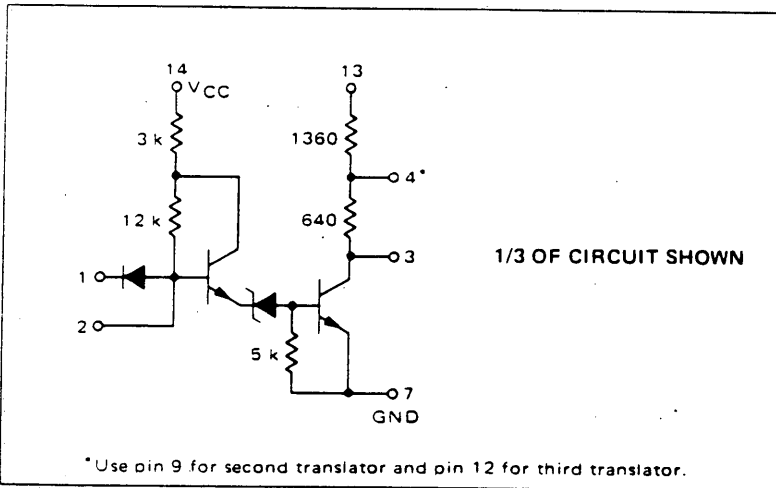 14
VCC
13
3 k
1360
4*
12 k
640
3
1/3 OF CIRCUIT SHOWN
1
2
5 k
7
GND
*Use pin 9 for second translator and pin 12 for third translator.